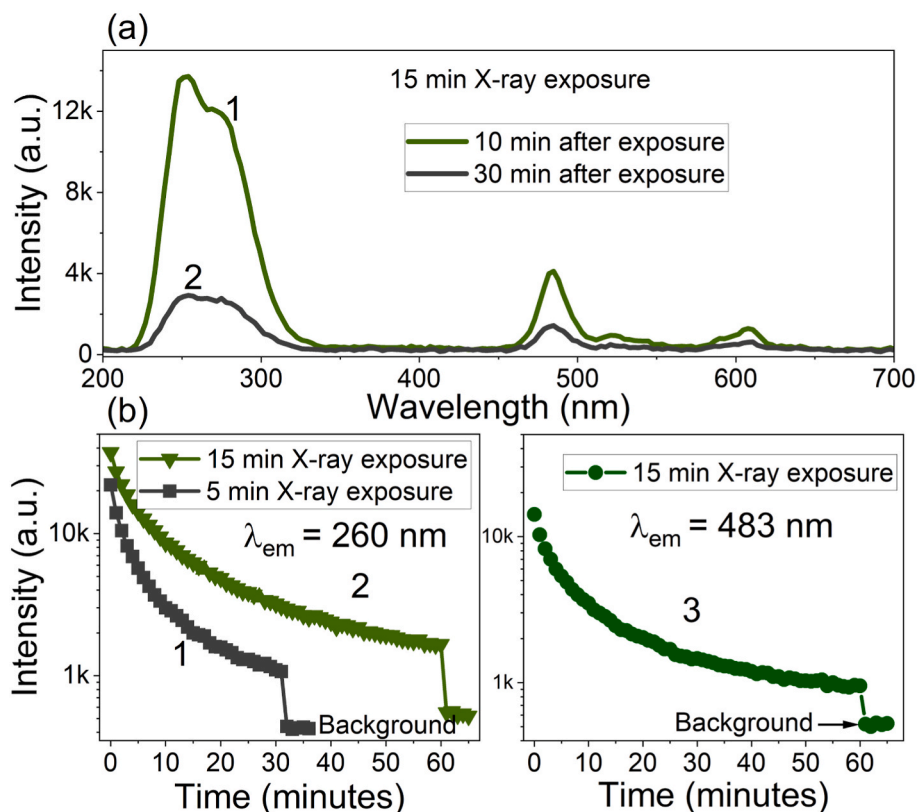 (a)
15 min X-ray exposure
10 min after exposure
30 min after exposure
1
2
Intensity (a.u.)
12k
8k
4k
0
200 300 400 500 600 700
Wavelength (nm)
(b)
15 min X-ray exposure
5 min X-ray exposure
λem = 260 nm
2
1
Background
Intensity (a.u.)
10k
1k
0 10 20 30 40 50 60
Time (minutes)
15 min X-ray exposure
λem = 483 nm
3
Background
Intensity (a.u.)
10k
1k
0 10 20 30 40 50 60
Time (minutes)